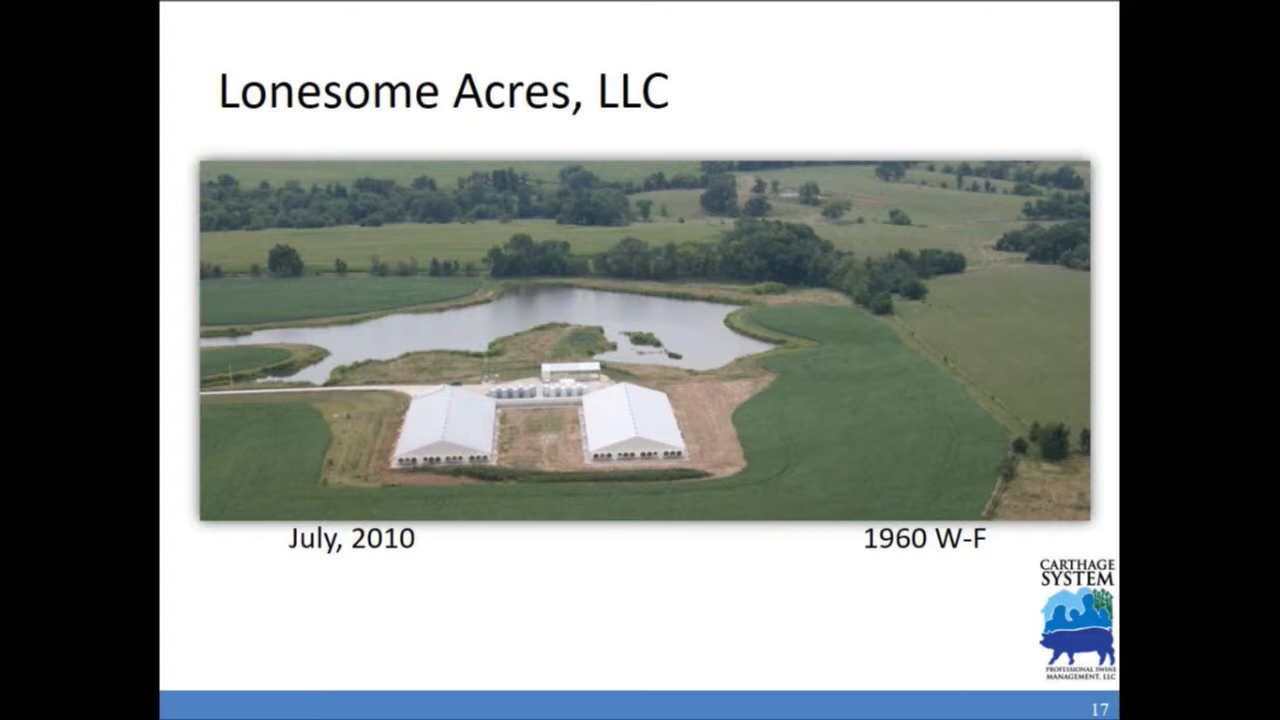 Lonesome Acres, LLC
July, 2010
1960 W-F
CARTHAGE
SYSTEM
PROFESSIONAL SWINE
MANAGEMENT, LLC
17